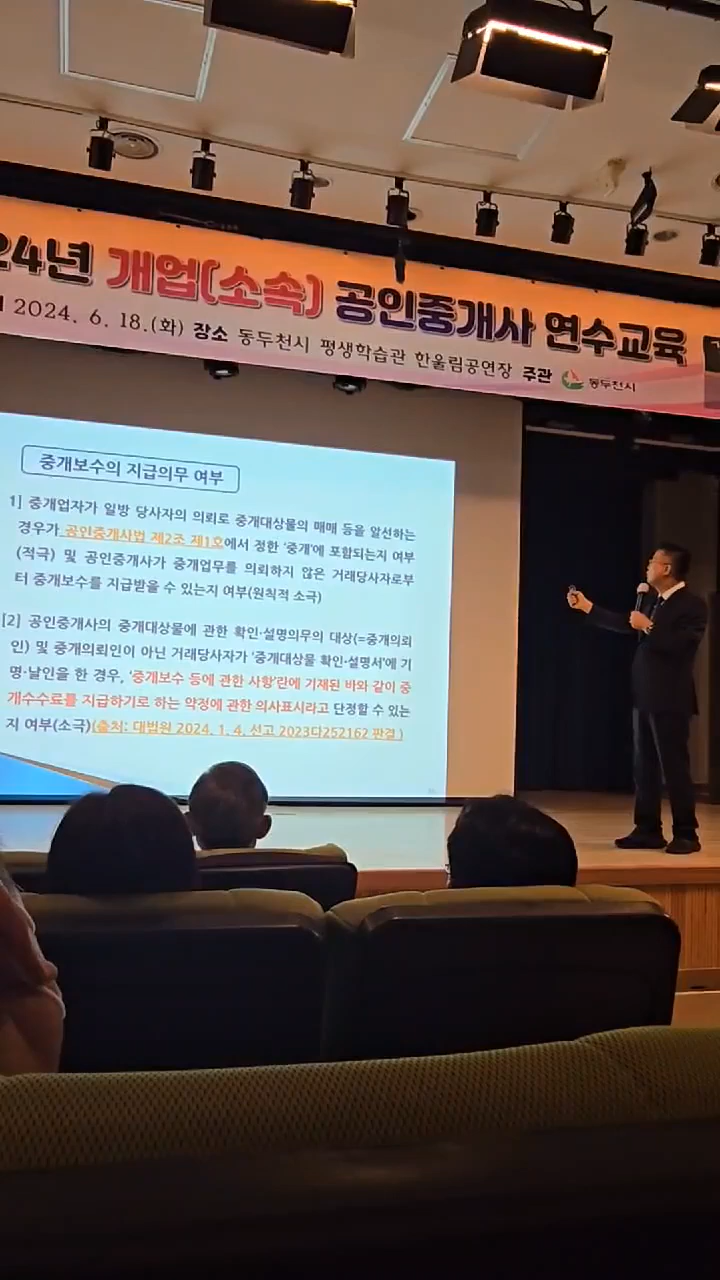 24년 개업(소속) 공인중개사 연수교육
2024. 6. 18.(화) 장소 동두천시 평생학습관 한울림공연장 주관 동두천시
중개보수의 지급의무 여부
1] 중개업자가 일방 당사자의 의뢰로 중개대상물의 매매 등을 알선하는
경우가 공인중개사법 제2조 제1호에서 정한 '중개'에 포함되는지 여부
(적극) 및 공인중개사가 중개업무를 의뢰하지 않은 거래당사자로부
터 중개보수를 지급받을 수 있는지 여부(원칙적 소극)
[2] 공인중개사의 중개대상물에 관한 확인·설명의무의 대상(=중개의뢰
인) 및 중개의뢰인이 아닌 거래당사자가 '중개대상물 확인·설명서'에 기
명·날인을 한 경우, '중개보수 등에 관한 사항'란에 기재된 바와 같이 중
개수수료를 지급하기로 하는 약정에 관한 의사표시라고 단정할 수 있는
지 여부(소극)(출처: 대법원 2024. 1. 4. 선고 2023다252162 판결 )